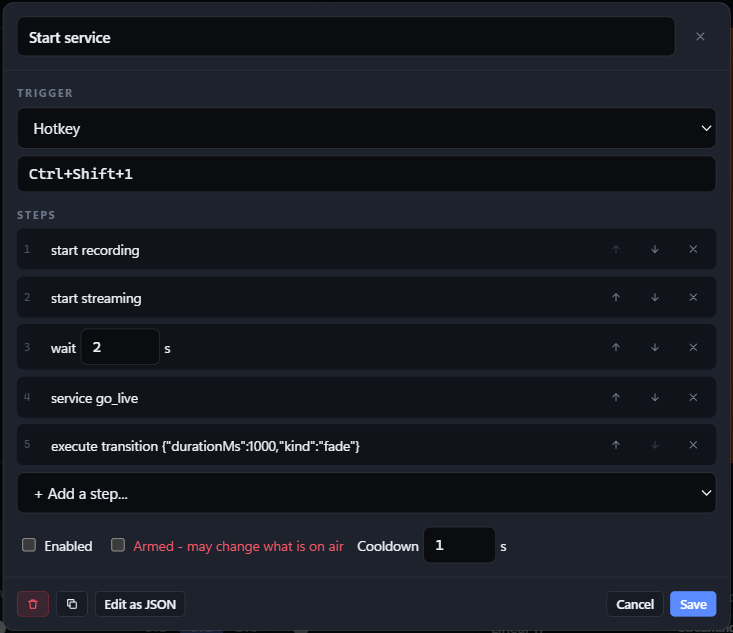 Start service
×
TRIGGER
Hotkey
Ctrl+Shift+1
STEPS
1 start recording ↑ ↓ ×
2 start streaming ↑ ↓ ×
3 wait 2 s ↑ ↓ ×
4 service go_live ↑ ↓ ×
5 execute transition {"durationMs":1000,"kind":"fade"} ↑ ↓ ×
+ Add a step...
Enabled Armed - may change what is on air Cooldown 1 s
Edit as JSON Cancel Save